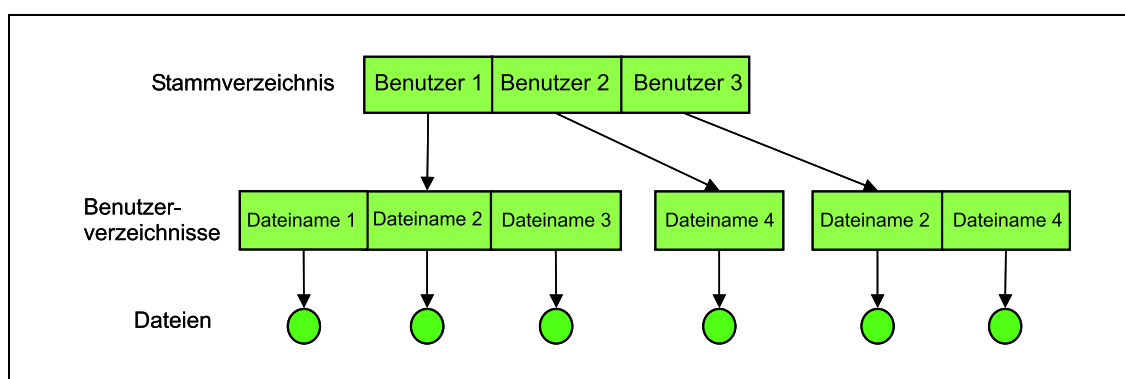 Stammverzeichnis
Benutzer 1
Benutzer 2
Benutzer 3
Benutzer-
verzeichnisse
Dateiname 1
Dateiname 2
Dateiname 3
Dateiname 4
Dateiname 2
Dateiname 4
Dateien